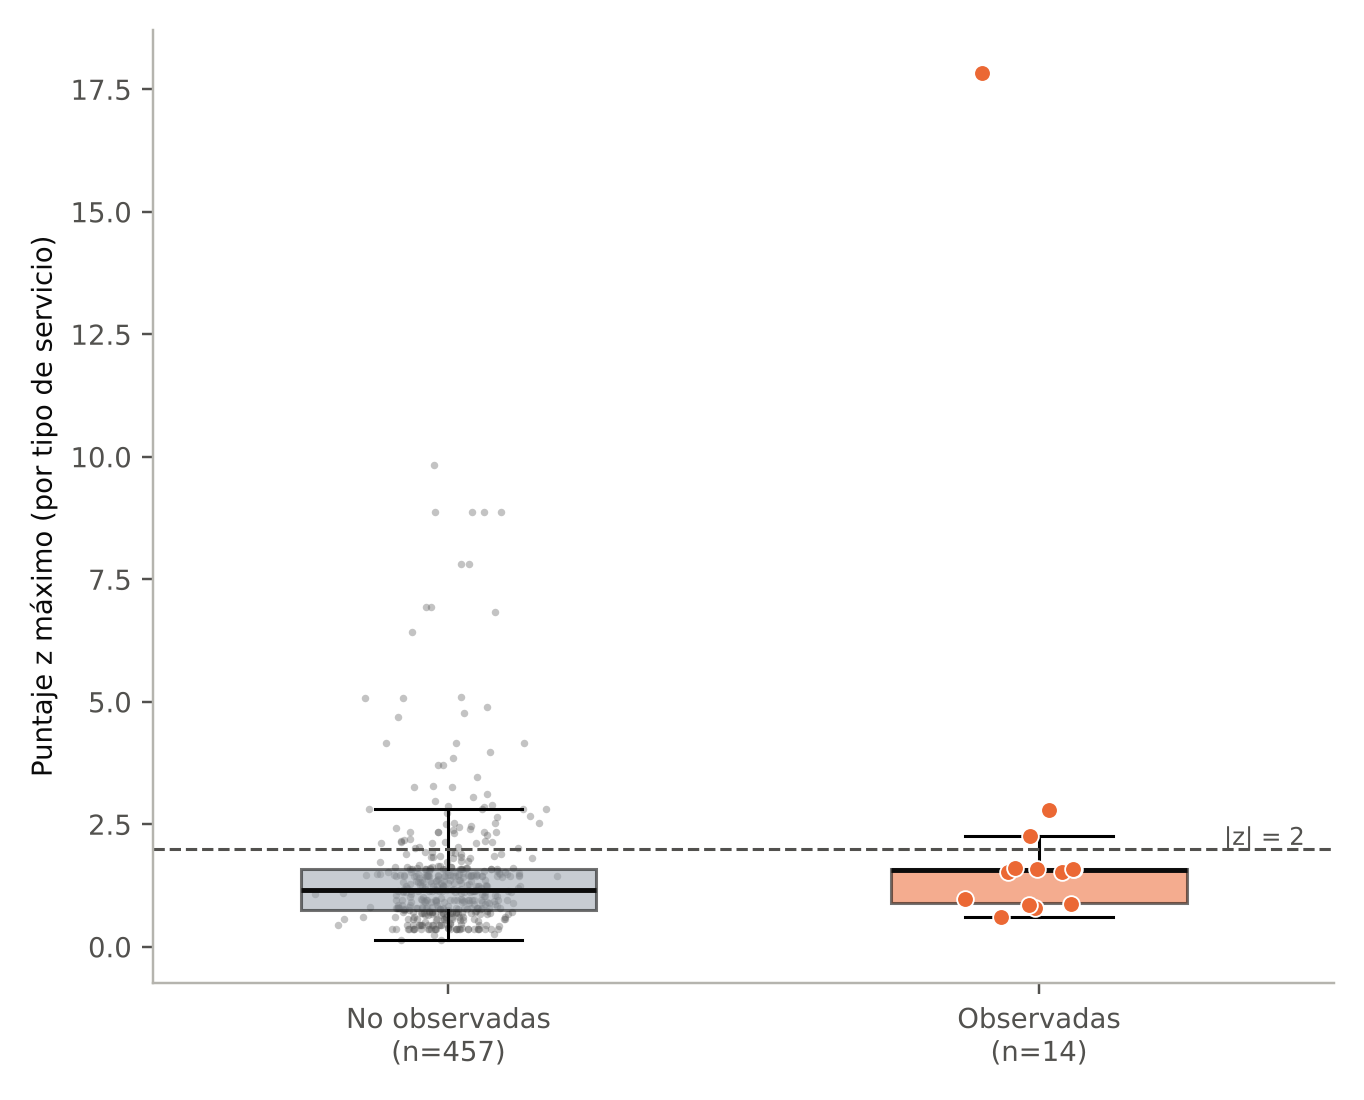 Puntaje z máximo (por tipo de servicio)
17.5
15.0
12.5
10.0
7.5
5.0
2.5
0.0
|z| = 2
No observadas
(n=457)
Observadas
(n=14)